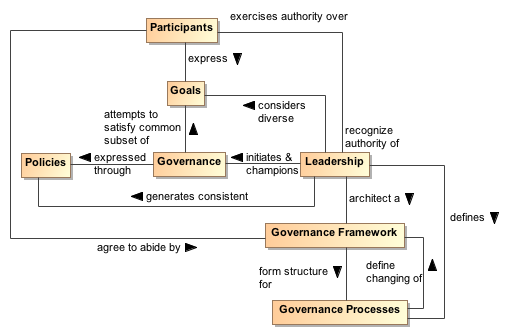 exercises authority over
Participants
express
Goals
considers
diverse
attempts to
satisfy common
subset of
recognize
authority of
Policies
expressed
through
Governance
initiates &
champions
Leadership
generates consistent
architect a
defines
Governance Framework
agree to abide by
form structure
for
define
changing of
Governance Processes